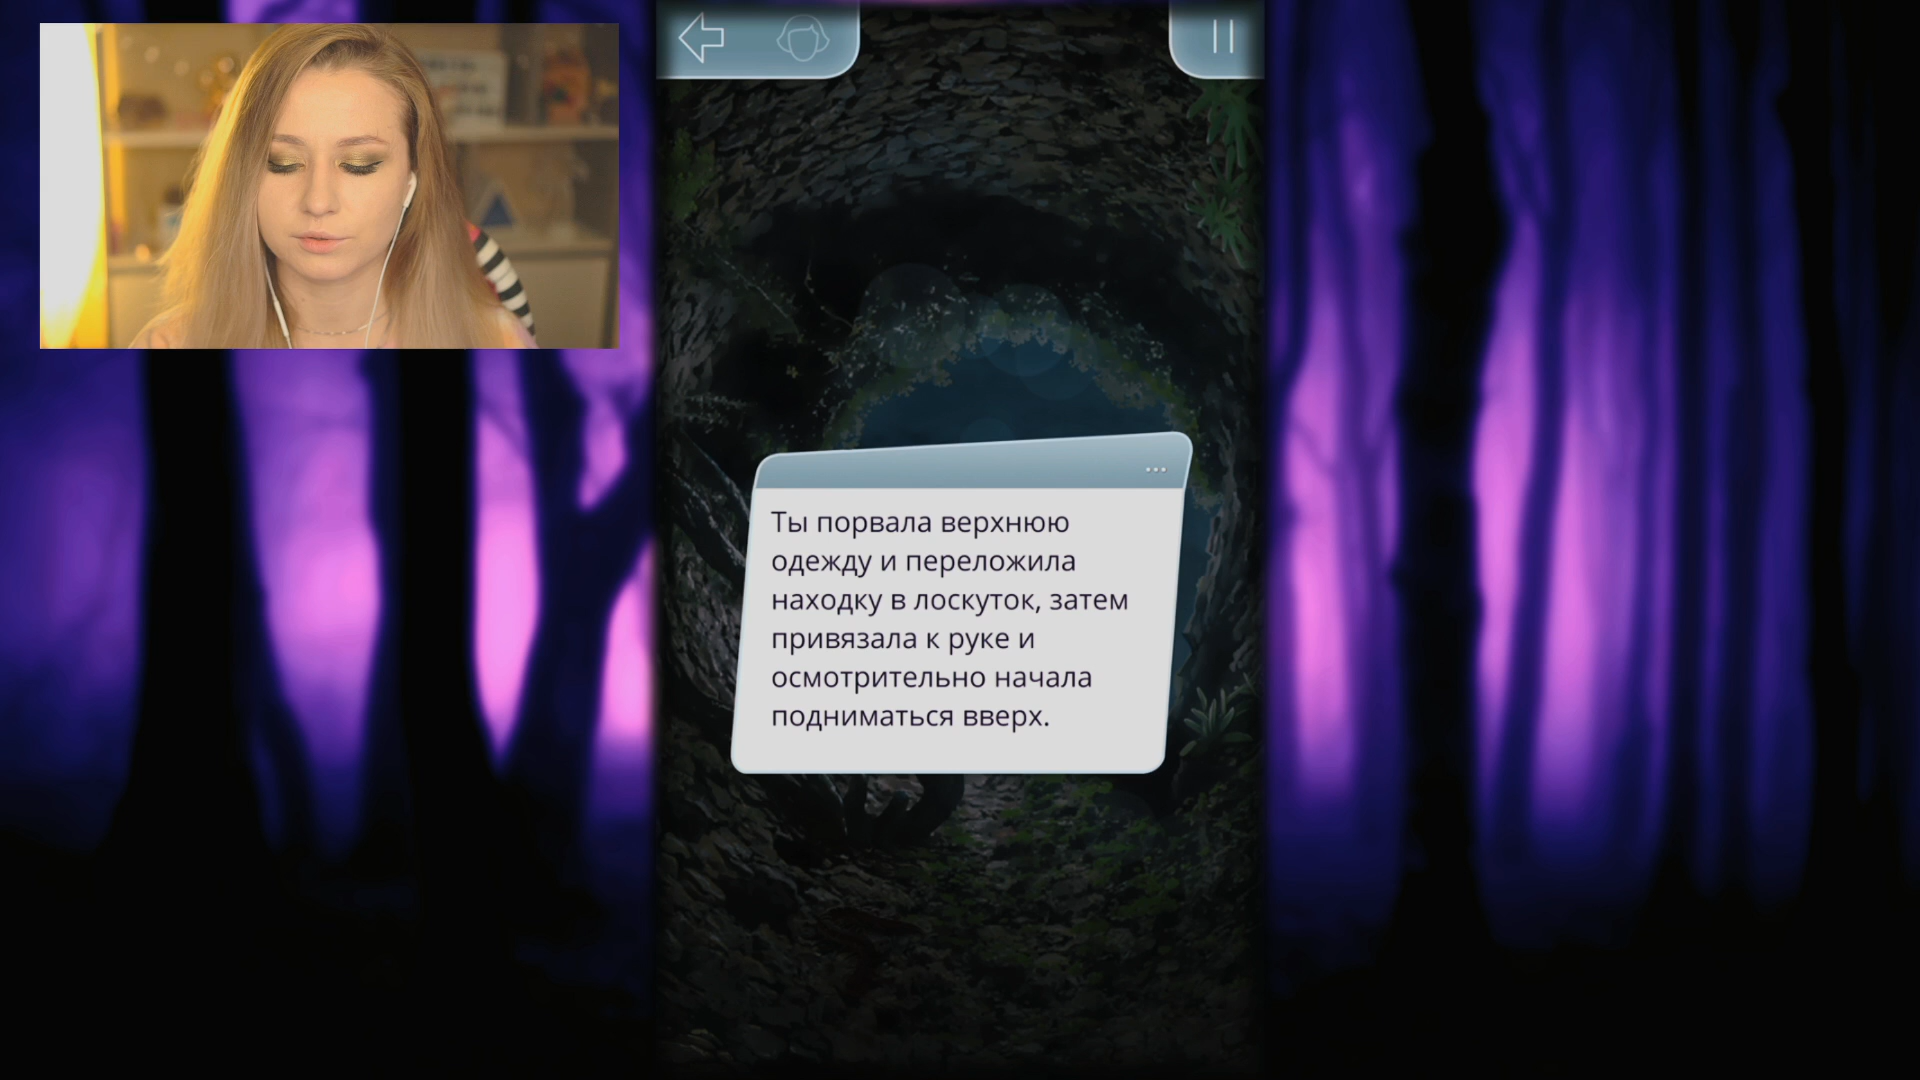 Ты порвала верхнюю
одежду и переложила
находку в лоскуток, затем
привязала к руке и
осмотрительно начала
подниматься вверх.